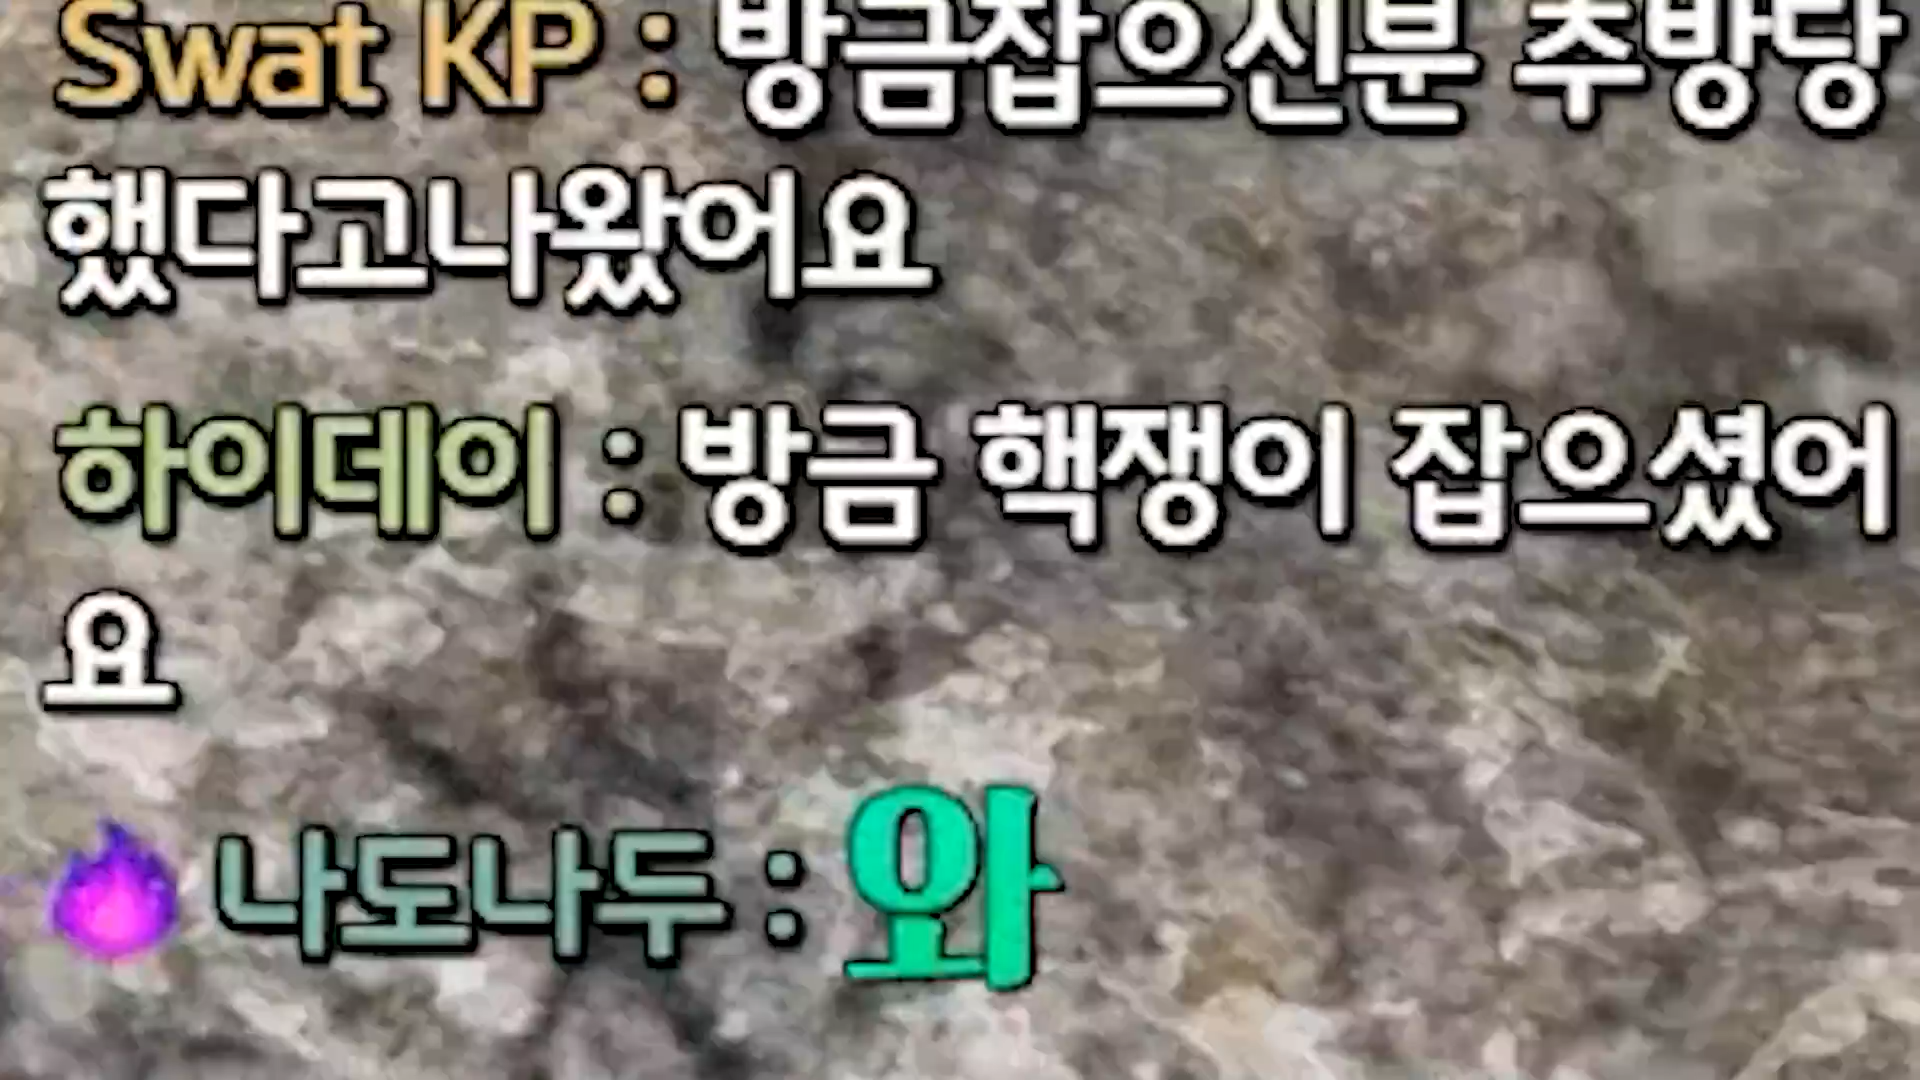 Swat KP : 방금잡으신분 추방당
했다고나왔어요
하이데이 : 방금 핵쟁이 잡으셨어
요
나도나두 : 와